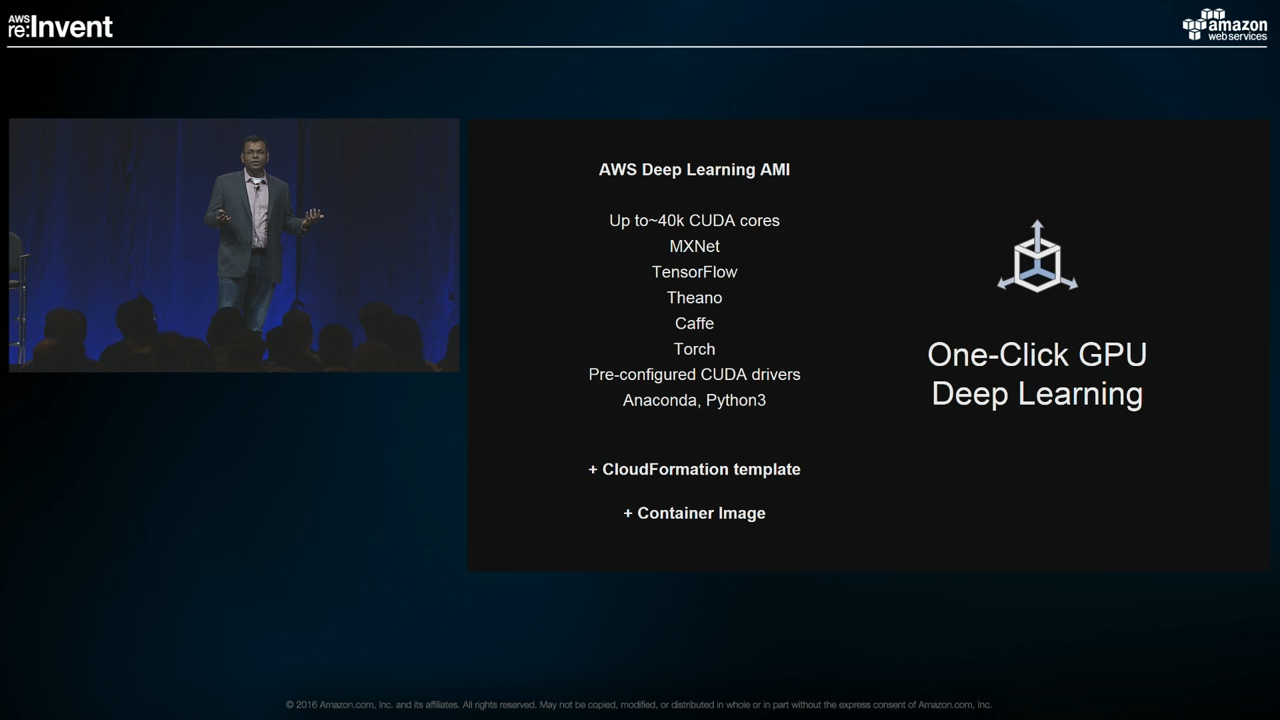 AWS
re:Invent
amazon
web services
AWS Deep Learning AMI
Up to~40k CUDA cores
MXNet
TensorFlow
Theano
Caffe
Torch
Pre-configured CUDA drivers
Anaconda, Python3
+ CloudFormation template
+ Container Image
One-Click GPU
Deep Learning
© 2016 Amazon.com, Inc. and its affiliates. All rights reserved. May not be copied, modified, or distributed in whole or in part without the express consent of Amazon.com, Inc.